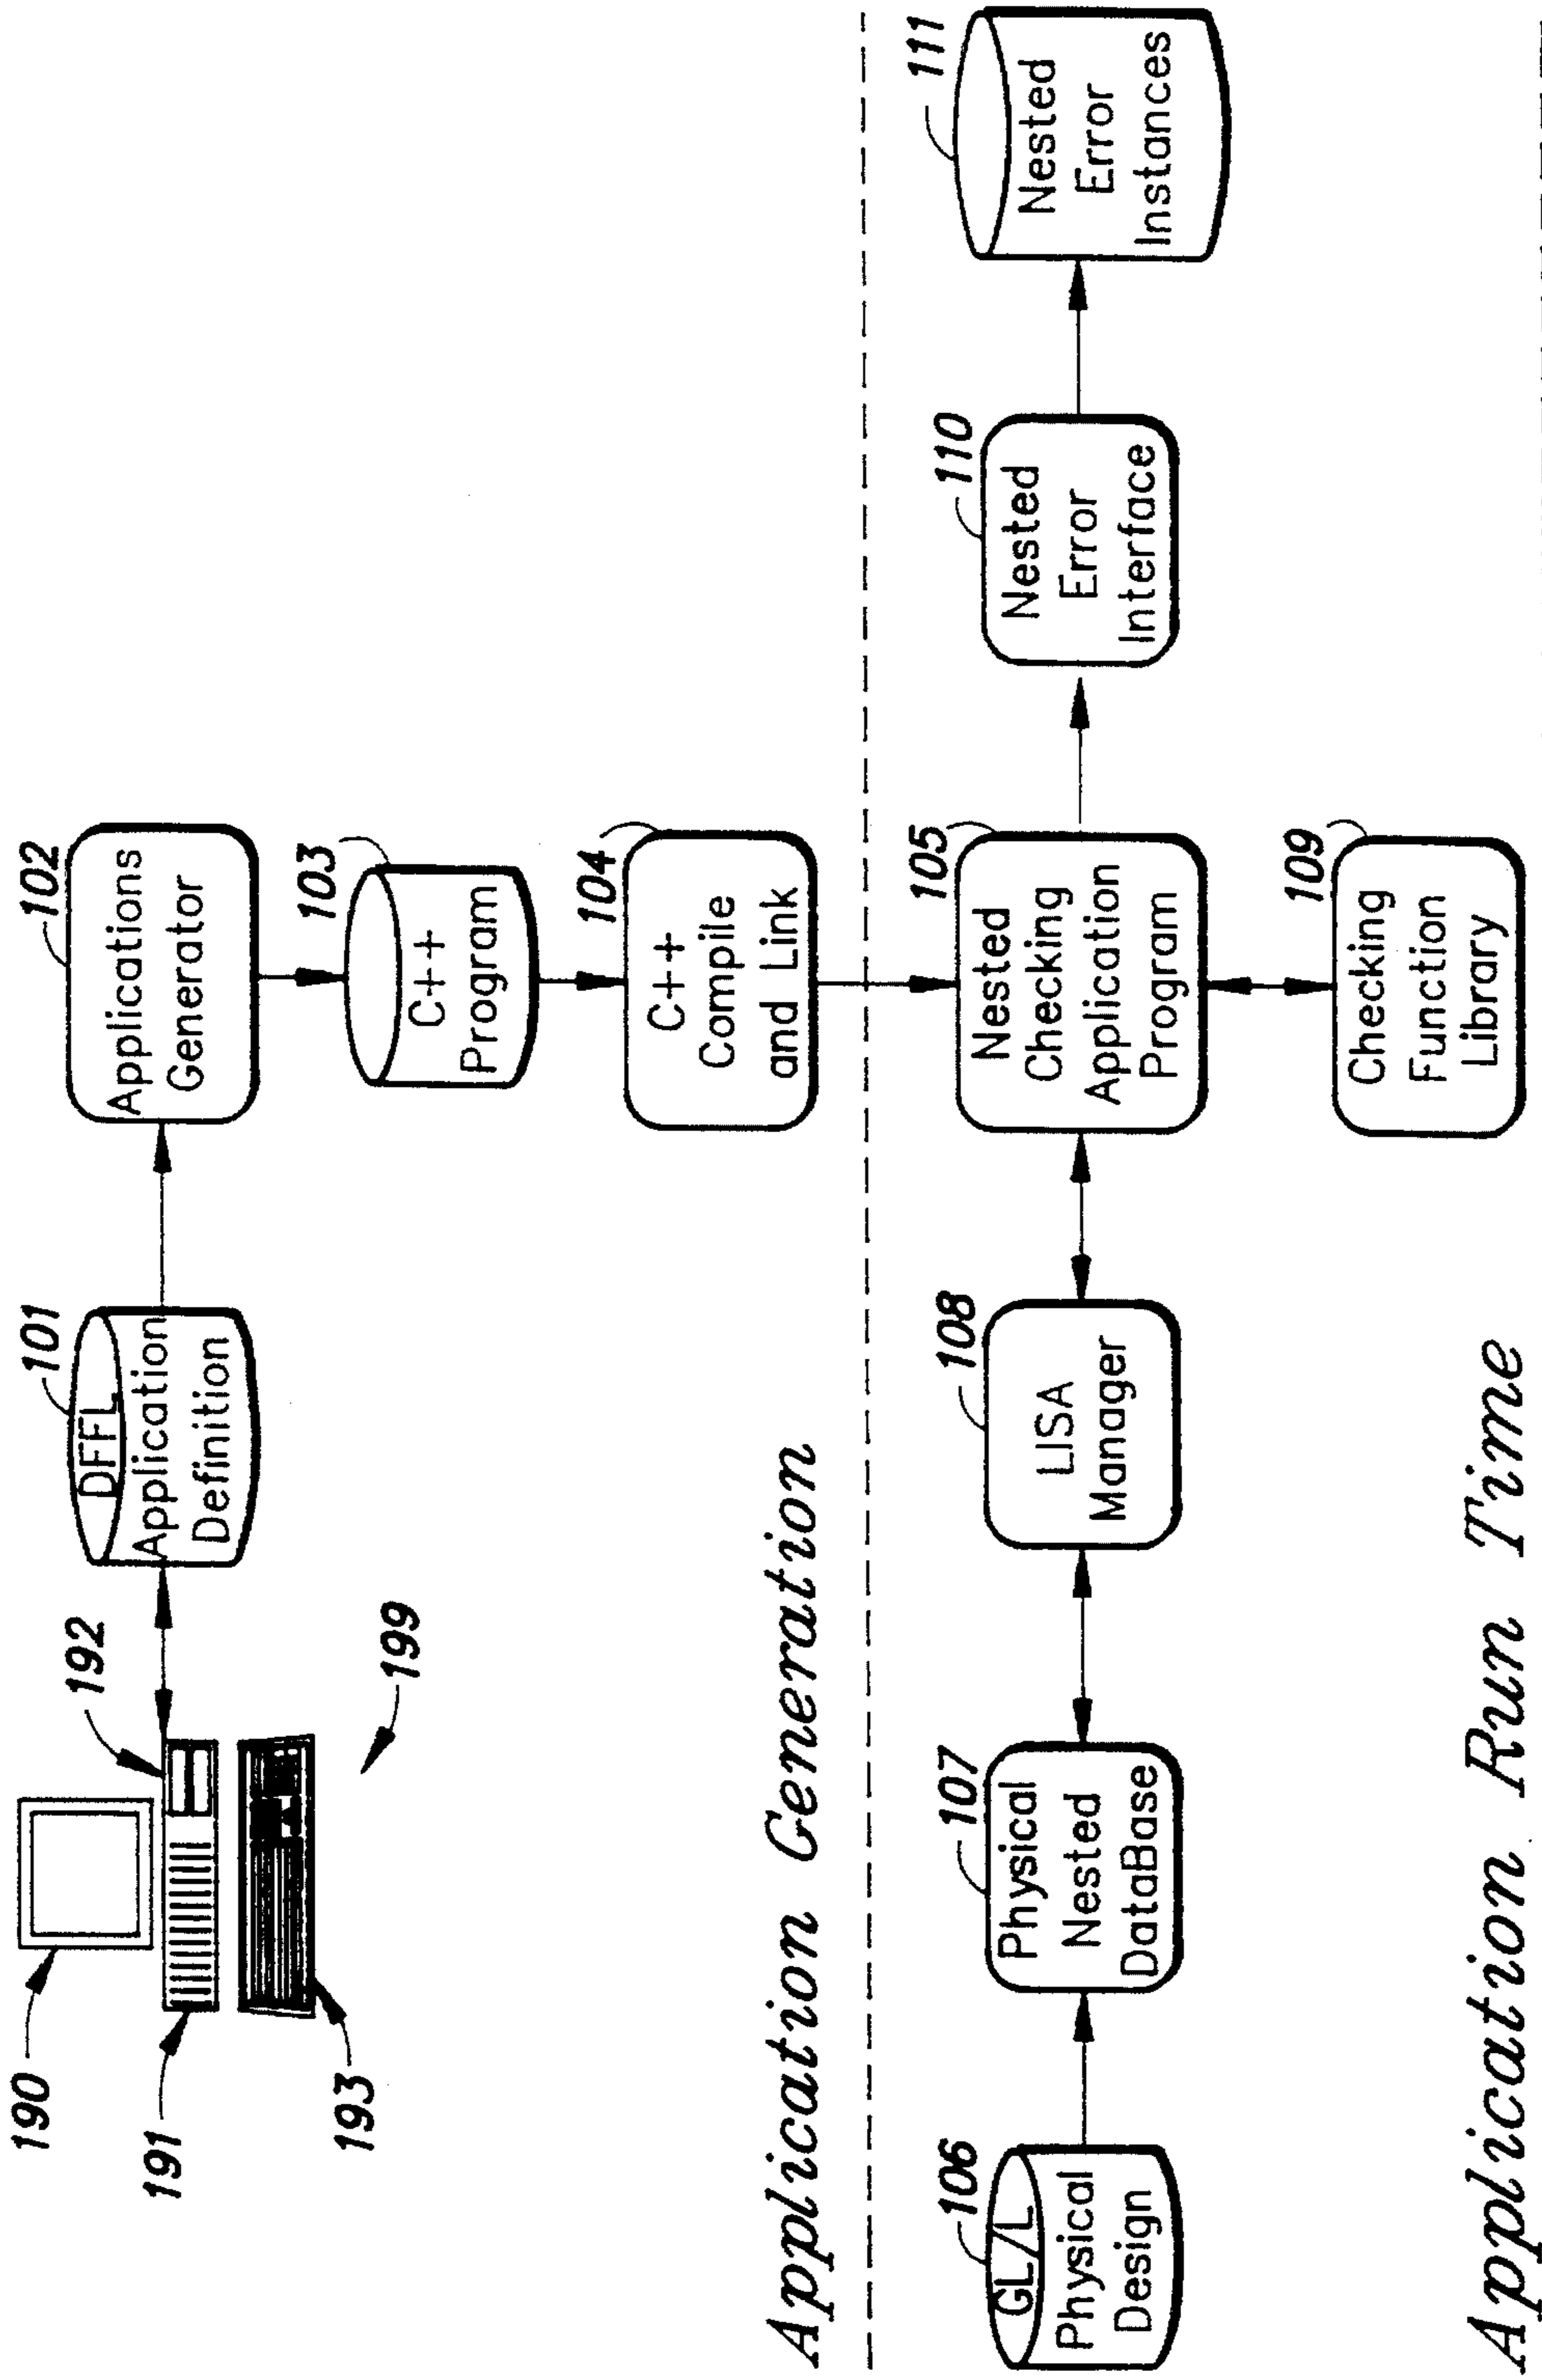 190
191
192
193
199
101
DFFL
Application
Definition
102
Applications
Generator
103
C++
Program
104
C++
Compile
and Link
Application Generation
106
GL/L
Physical
Design
107
Physical
Nested
DataBase
108
LISA
Manager
105
Nested
Checking
Application
Program
109
Checking
Function
Library
110
Nested
Error
Interface
111
Nested
Error
Instances
Application Run Time